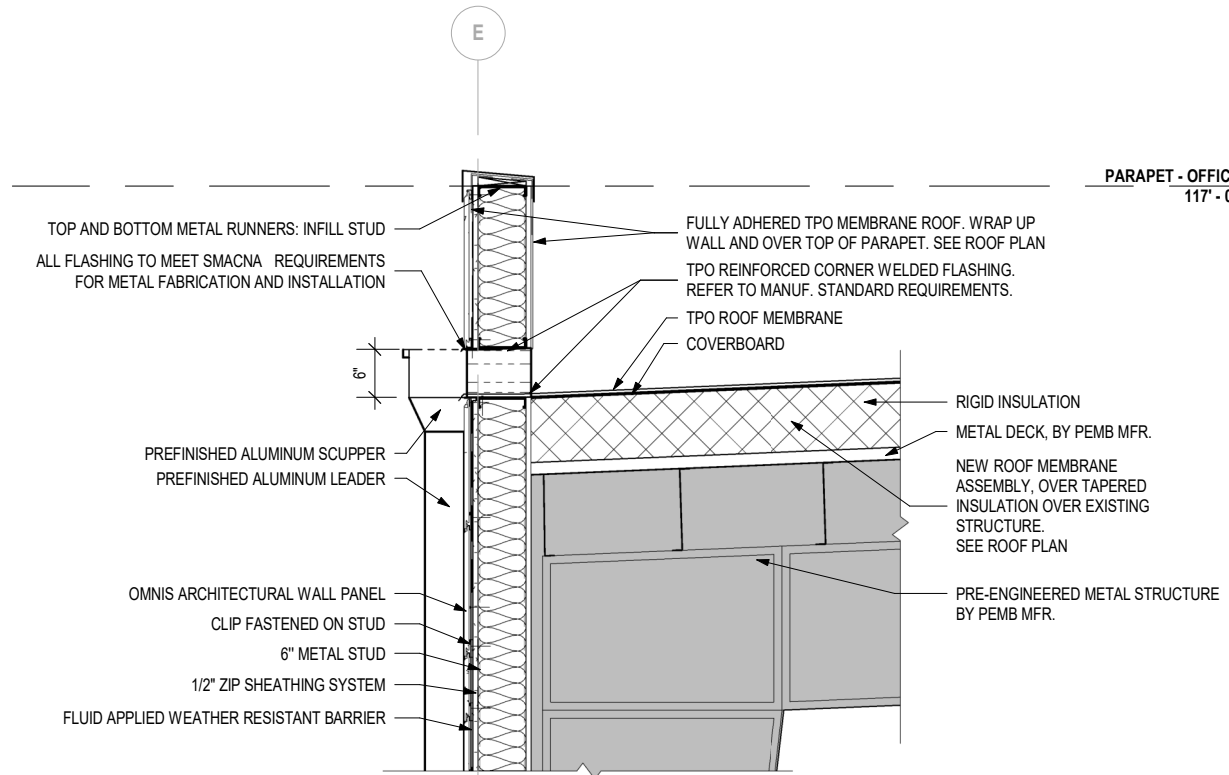 E
PARAPET - OFFIC
117' - 0
TOP AND BOTTOM METAL RUNNERS: INFILL STUD
ALL FLASHING TO MEET SMACNA REQUIREMENTS
FOR METAL FABRICATION AND INSTALLATION
6"
PREFINISHED ALUMINUM SCUPPER
PREFINISHED ALUMINUM LEADER
OMNIS ARCHITECTURAL WALL PANEL
CLIP FASTENED ON STUD
6" METAL STUD
1/2" ZIP SHEATHING SYSTEM
FLUID APPLIED WEATHER RESISTANT BARRIER
FULLY ADHERED TPO MEMBRANE ROOF. WRAP UP
WALL AND OVER TOP OF PARAPET. SEE ROOF PLAN
TPO REINFORCED CORNER WELDED FLASHING.
REFER TO MANUF. STANDARD REQUIREMENTS.
TPO ROOF MEMBRANE
COVERBOARD
RIGID INSULATION
METAL DECK, BY PEMB MFR.
NEW ROOF MEMBRANE
ASSEMBLY, OVER TAPERED
INSULATION OVER EXISTING
STRUCTURE.
SEE ROOF PLAN
PRE-ENGINEERED METAL STRUCTURE
BY PEMB MFR.